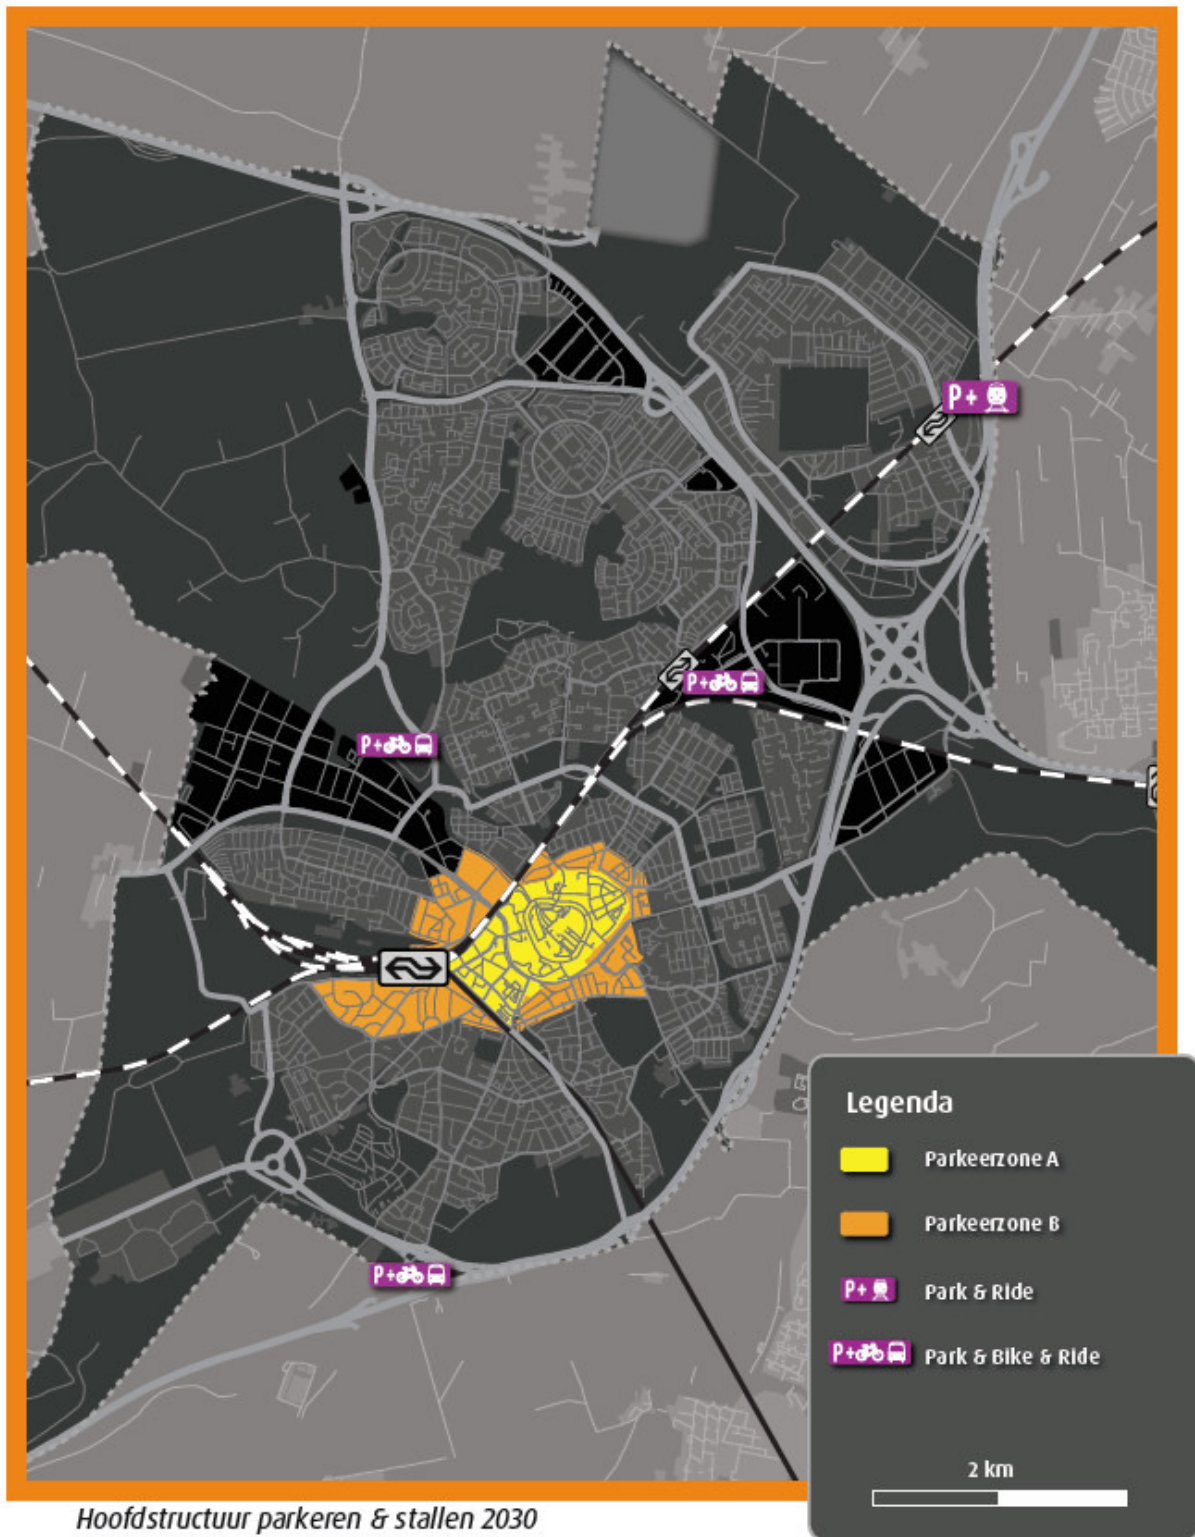 P+
P+
P+
P+
Legenda
Parkeerzone A
Parkeerzone B
P+ Park & Ride
P+ Park & Bike & Ride
2 km
Hoofdstructuur parkeren & stallen 2030